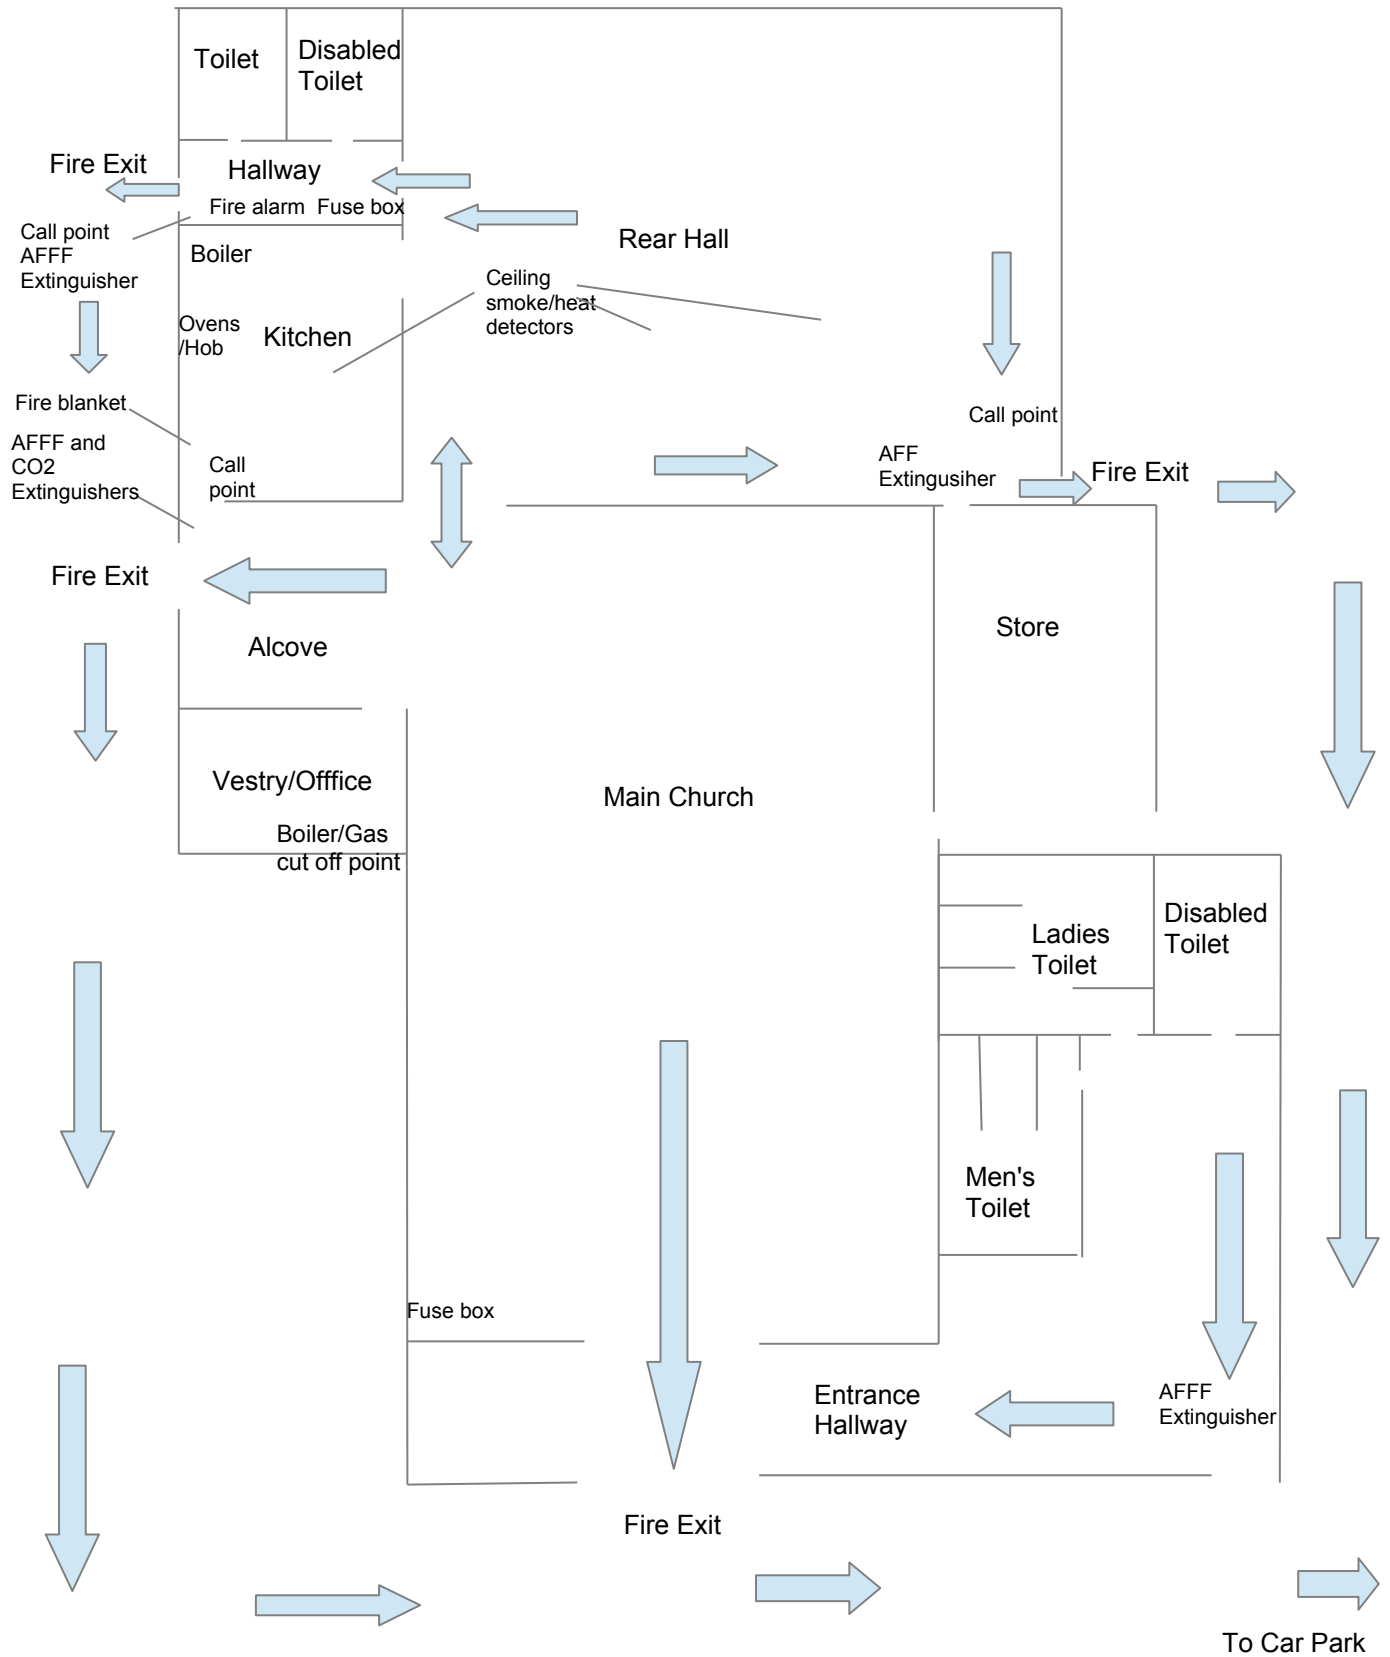 Toilet
Disabled
Toilet
Fire Exit
Hallway
Fire alarm  Fuse box
Call point
AFFF
Extinguisher
Boiler
Rear Hall
Ceiling
smoke/heat
detectors
Ovens
/Hob
Kitchen
Fire blanket
AFFF and
CO2
Extinguishers
Call
point
Call point
AFF
Extingusiher
Fire Exit
Fire Exit
Alcove
Store
Vestry/Offfice
Boiler/Gas
cut off point
Main Church
Ladies
Toilet
Disabled
Toilet
Men's
Toilet
Fuse box
Entrance
Hallway
AFFF
Extinguisher
Fire Exit
To Car Park